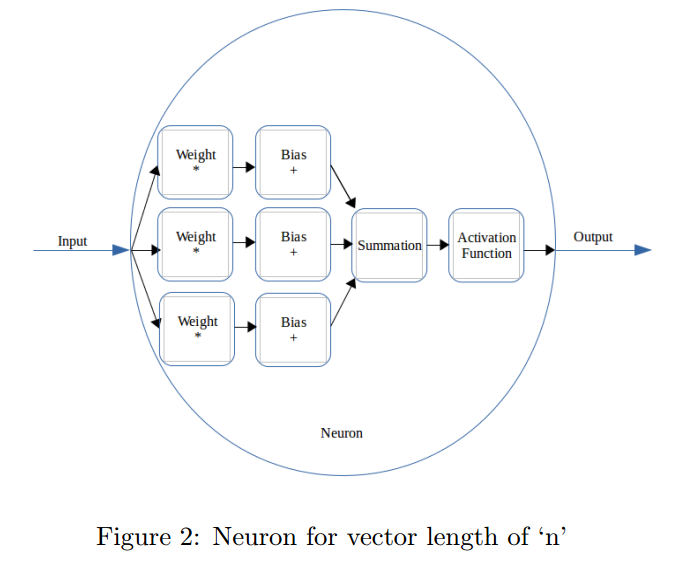 Weight
*
Bias
+
Input
Weight
*
Bias
+
Summation
Activation
Function
Output
Weight
*
Bias
+
Neuron
Figure 2: Neuron for vector length of ‘n’